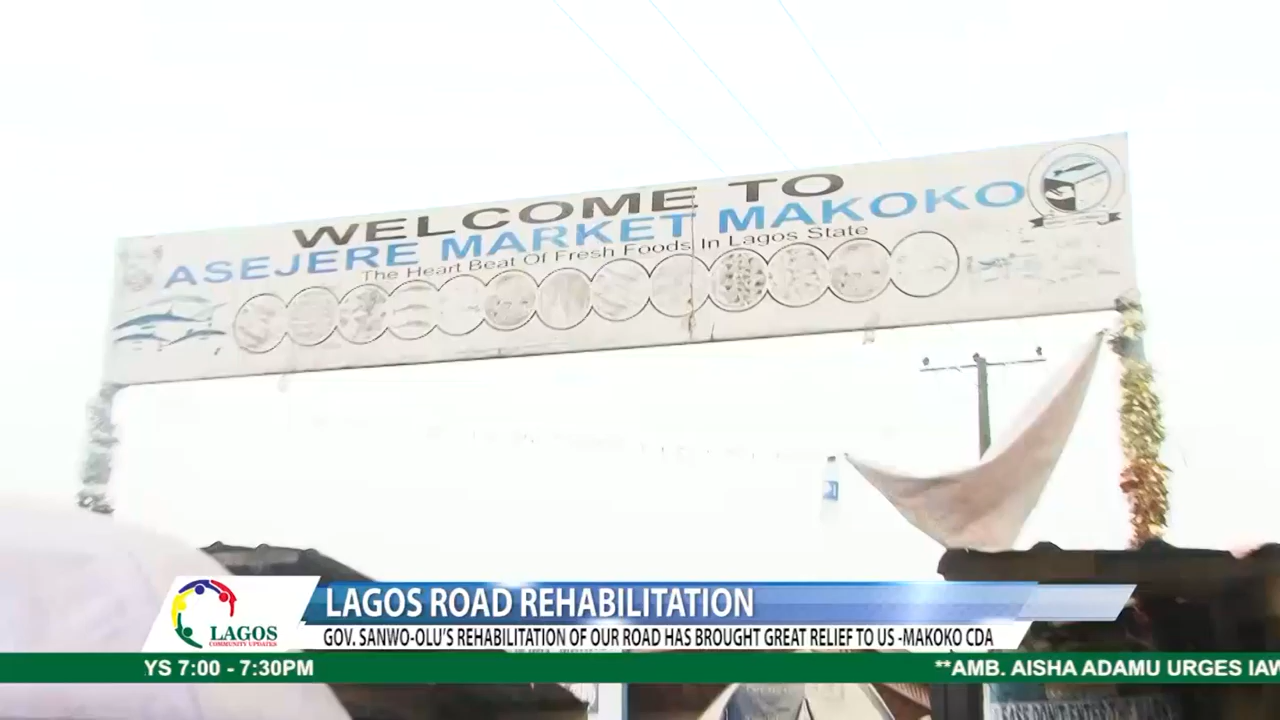 WELCOME TO
ASEJERE MARKET MAKOKO
The Heart Beat Of Fresh Foods In Lagos State
LAGOS
COMMUNITY UPDATES
LAGOS ROAD REHABILITATION
GOV. SANWO-OLU'S REHABILITATION OF OUR ROAD HAS BROUGHT GREAT RELIEF TO US -MAKOKO CDA
YS 7:00 - 7:30PM
**AMB. AISHA ADAMU URGES IAW